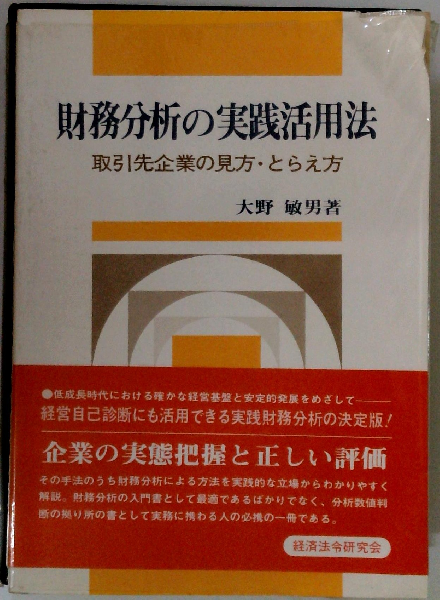 財務分析の実践活用法
取引先企業の見方・とらえ方
大野 敏男著
●低成長時代における確かな経営基盤と安定的発展をめざして――
経営自己診断にも活用できる実践財務分析の決定版!
企業の実態把握と正しい評価
その手法のうち財務分析による方法を実践的な立場からわかりやすく
解説。財務分析の入門書として最適であるばかりでなく、分析数値判
断の拠り所の書として実務に携わる人の必携の一冊である。
経済法令研究会